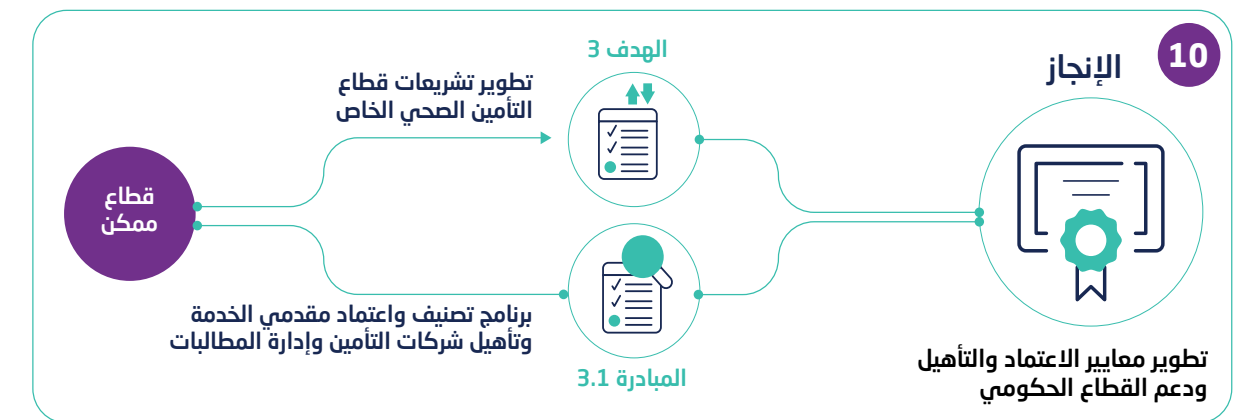 10
الإنجاز
تطوير معايير الاعتماد والتأهيل
ودعم القطاع الحكومي
الهدف 3
تطوير تشريعات قطاع
التأمين الصحي الخاص
برنامج تصنيف واعتماد مقدمي الخدمة
وتأهيل شركات التأمين وإدارة المطالبات
المبادرة 3.1
قطاع
ممكن